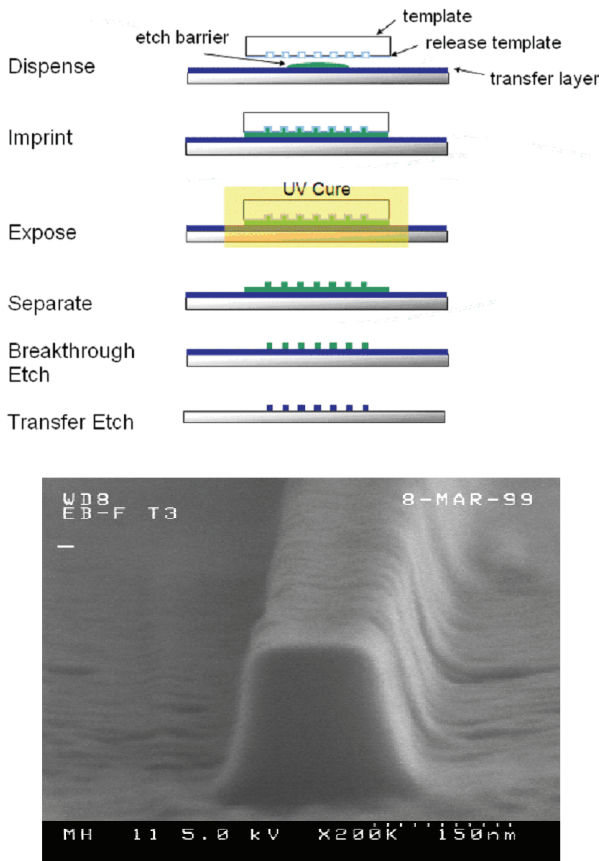 template
etch barrier
release template
Dispense
transfer layer
Imprint
UV Cure
Expose
Separate
Breakthrough
Etch
Transfer Etch
WD8
8-MAR-99
EB-F T3
MH 11 5.0 kV X200K 150nm